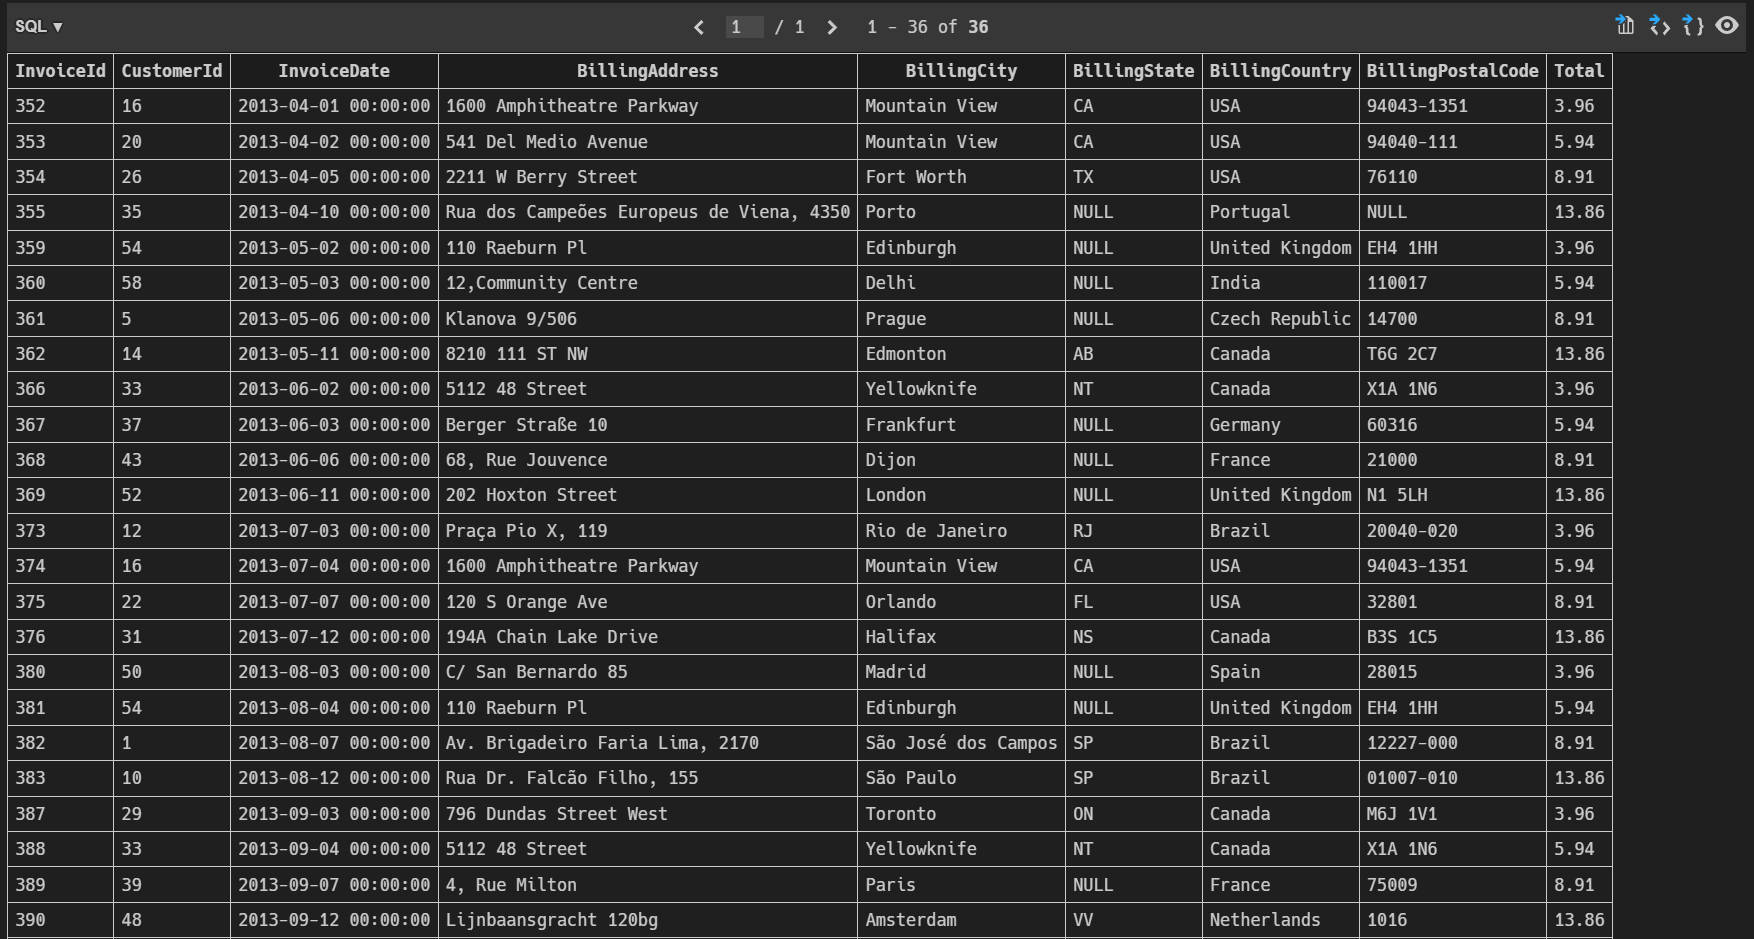 SQL ▼ 1 / 1 1 - 36 of 36
InvoiceId CustomerId InvoiceDate BillingAddress BillingCity BillingState BillingCountry BillingPostalCode Total
352 16 2013-04-01 00:00:00 1600 Amphitheatre Parkway Mountain View CA USA 94043-1351 3.96
353 20 2013-04-02 00:00:00 541 Del Medio Avenue Mountain View CA USA 94040-111 5.94
354 26 2013-04-05 00:00:00 2211 W Berry Street Fort Worth TX USA 76110 8.91
355 35 2013-04-10 00:00:00 Rua dos Campeões Europeus de Viena, 4350 Porto NULL Portugal NULL 13.86
359 54 2013-05-02 00:00:00 110 Raeburn Pl Edinburgh NULL United Kingdom EH4 1HH 3.96
360 58 2013-05-03 00:00:00 12,Community Centre Delhi NULL India 110017 5.94
361 5 2013-05-06 00:00:00 Klanova 9/506 Prague NULL Czech Republic 14700 8.91
362 14 2013-05-11 00:00:00 8210 111 ST NW Edmonton AB Canada T6G 2C7 13.86
366 33 2013-06-02 00:00:00 5112 48 Street Yellowknife NT Canada X1A 1N6 3.96
367 37 2013-06-03 00:00:00 Berger Straße 10 Frankfurt NULL Germany 60316 5.94
368 43 2013-06-06 00:00:00 68, Rue Jouvence Dijon NULL France 21000 8.91
369 52 2013-06-11 00:00:00 202 Hoxton Street London NULL United Kingdom N1 5LH 13.86
373 12 2013-07-03 00:00:00 Praça Pio X, 119 Rio de Janeiro RJ Brazil 20040-020 3.96
374 16 2013-07-04 00:00:00 1600 Amphitheatre Parkway Mountain View CA USA 94043-1351 5.94
375 22 2013-07-07 00:00:00 120 S Orange Ave Orlando FL USA 32801 8.91
376 31 2013-07-12 00:00:00 194A Chain Lake Drive Halifax NS Canada B3S 1C5 13.86
380 50 2013-08-03 00:00:00 C/ San Bernardo 85 Madrid NULL Spain 28015 3.96
381 54 2013-08-04 00:00:00 110 Raeburn Pl Edinburgh NULL United Kingdom EH4 1HH 5.94
382 1 2013-08-07 00:00:00 Av. Brigadeiro Faria Lima, 2170 São José dos Campos SP Brazil 12227-000 8.91
383 10 2013-08-12 00:00:00 Rua Dr. Falcão Filho, 155 São Paulo SP Brazil 01007-010 13.86
387 29 2013-09-03 00:00:00 796 Dundas Street West Toronto ON Canada M6J 1V1 3.96
388 33 2013-09-04 00:00:00 5112 48 Street Yellowknife NT Canada X1A 1N6 5.94
389 39 2013-09-07 00:00:00 4, Rue Milton Paris NULL France 75009 8.91
390 48 2013-09-12 00:00:00 Lijnbaansgracht 120bg Amsterdam VV Netherlands 1016 13.86